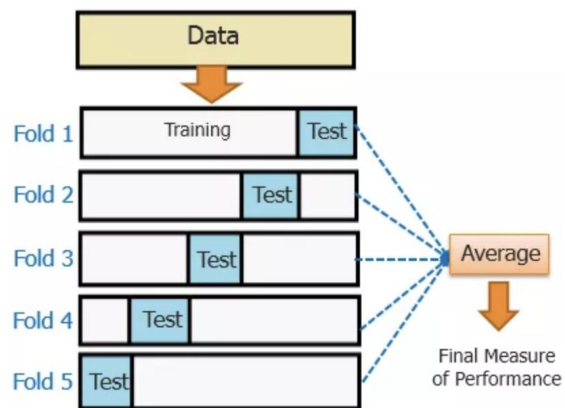 Data
Fold 1
Training
Test
Fold 2
Test
Fold 3
Test
Average
Fold 4
Test
Final Measure
of Performance
Fold 5
Test